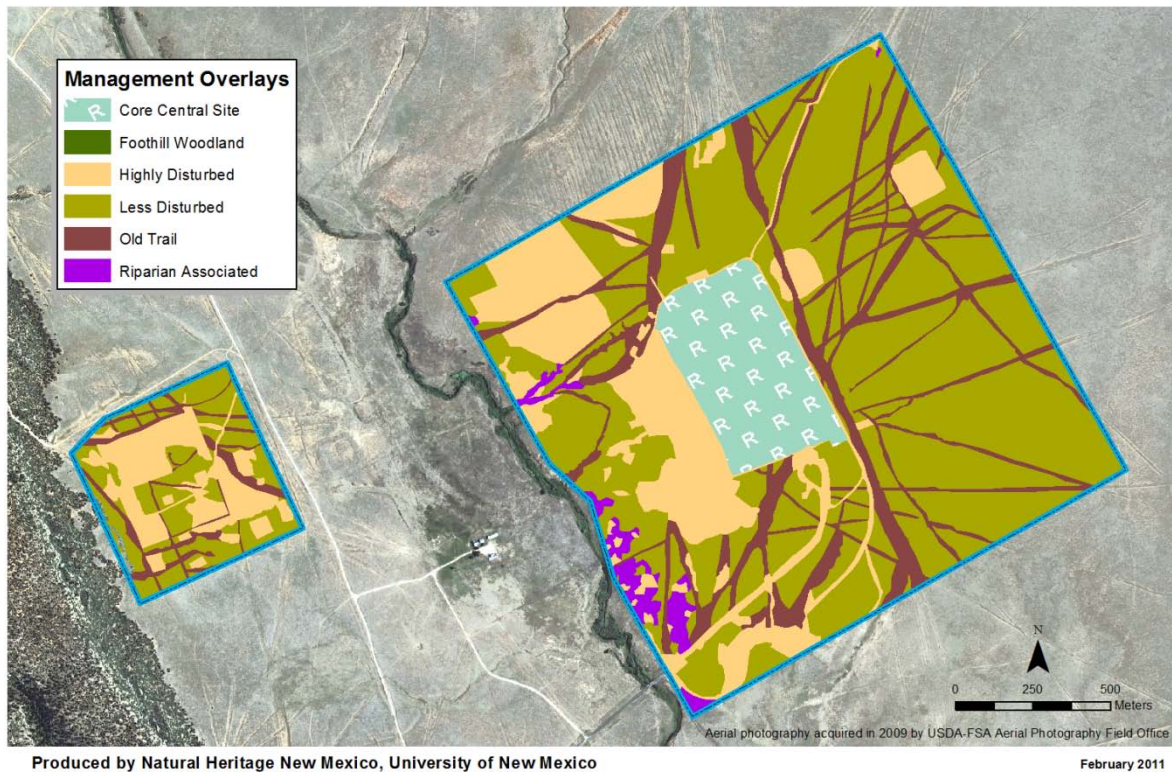 Management Overlays
R Core Central Site
Foothill Woodland
Highly Disturbed
Less Disturbed
Old Trail
Riparian Associated
R R
R R R
R R R R
R R R
R R R
R R R
R R R
R R
N
0 250 500
Meters
Aerial photography acquired in 2009 by USDA-FSA Aerial Photography Field Office
Produced by Natural Heritage New Mexico, University of New Mexico
February 2011